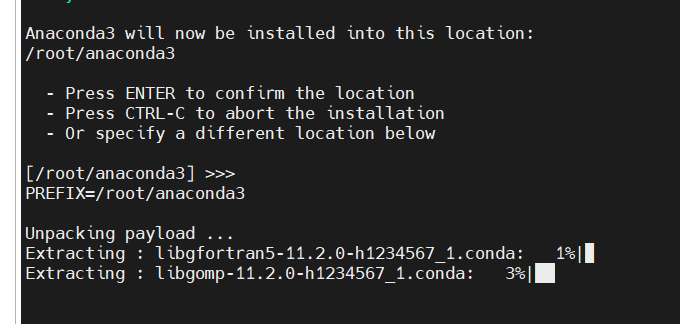 Anaconda3 will now be installed into this location:
/root/anaconda3
- Press ENTER to confirm the location
- Press CTRL-C to abort the installation
- Or specify a different location below
[/root/anaconda3] >>>
PREFIX=/root/anaconda3
Unpacking payload ...
Extracting : libgfortran5-11.2.0-h1234567_1.conda:   1%|
Extracting : libgomp-11.2.0-h1234567_1.conda:   3%|